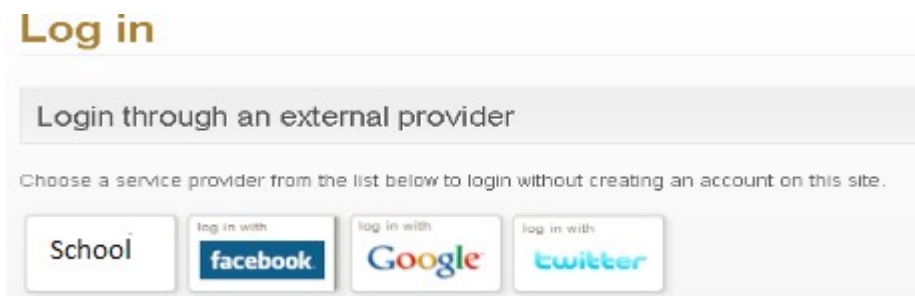 Log in
Login through an external provider
Choose a service provider from the list below to login without creating an account on this site.
School
log in with
facebook
log in with
Google
log in with
twitter